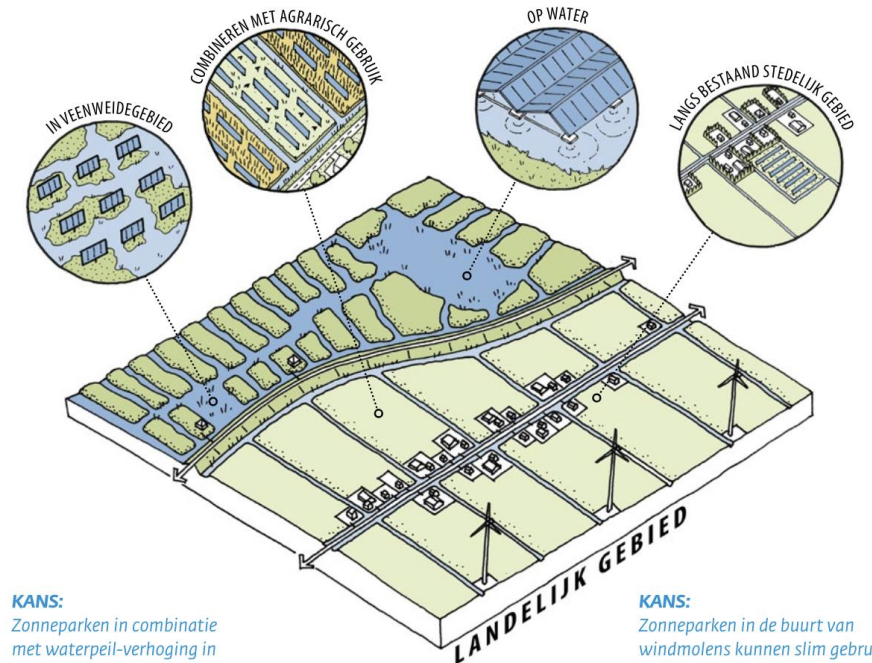 IN VEENWEIDEGEBIED
COMBINEREN MET AGRARISCH GEBRUIK
OP WATER
LANGS BESTAAND STEDELIJK GEBIED
LANDELIJK GEBIED
KANS:
Zonneparken in combinatie
met waterpeil-verhoging in
KANS:
Zonneparken in de buurt van
windmolens kunnen slim gebru